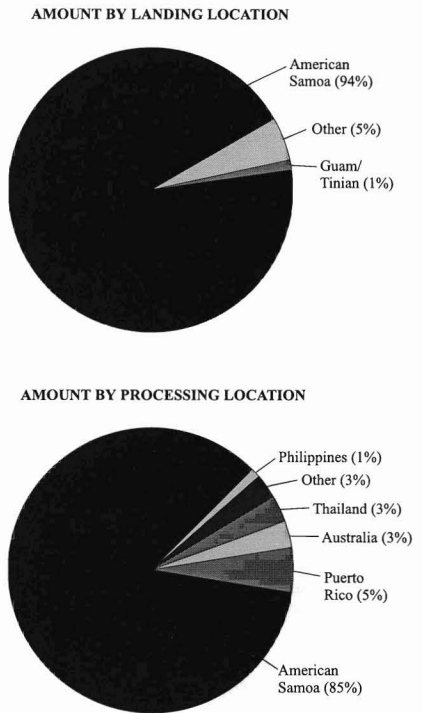 AMOUNT BY LANDING LOCATION
American
Samoa (94%)
Other (5%)
Guam/
Tinian (1%)
AMOUNT BY PROCESSING LOCATION
Philippines (1%)
Other (3%)
Thailand (3%)
Australia (3%)
Puerto
Rico (5%)
American
Samoa (85%)